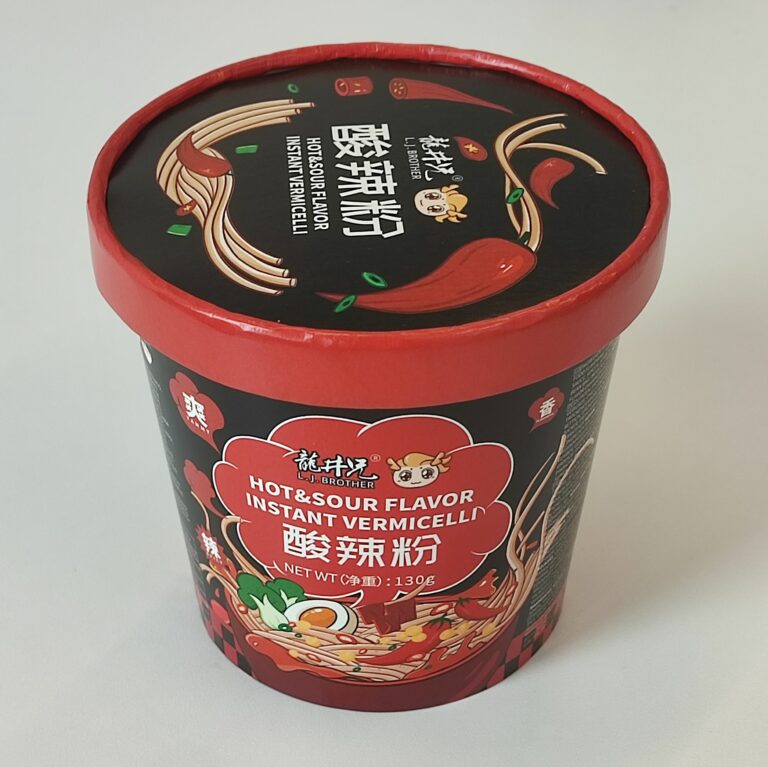 龍井兄®
L.J. BROTHER
酸辣粉
HOT&SOUR FLAVOR
INSTANT VERMICELLI
爽
香
辣
龍井兄®
L.J. BROTHER
HOT&SOUR FLAVOR
INSTANT VERMICELLI
酸辣粉
NET WT(净重):130g